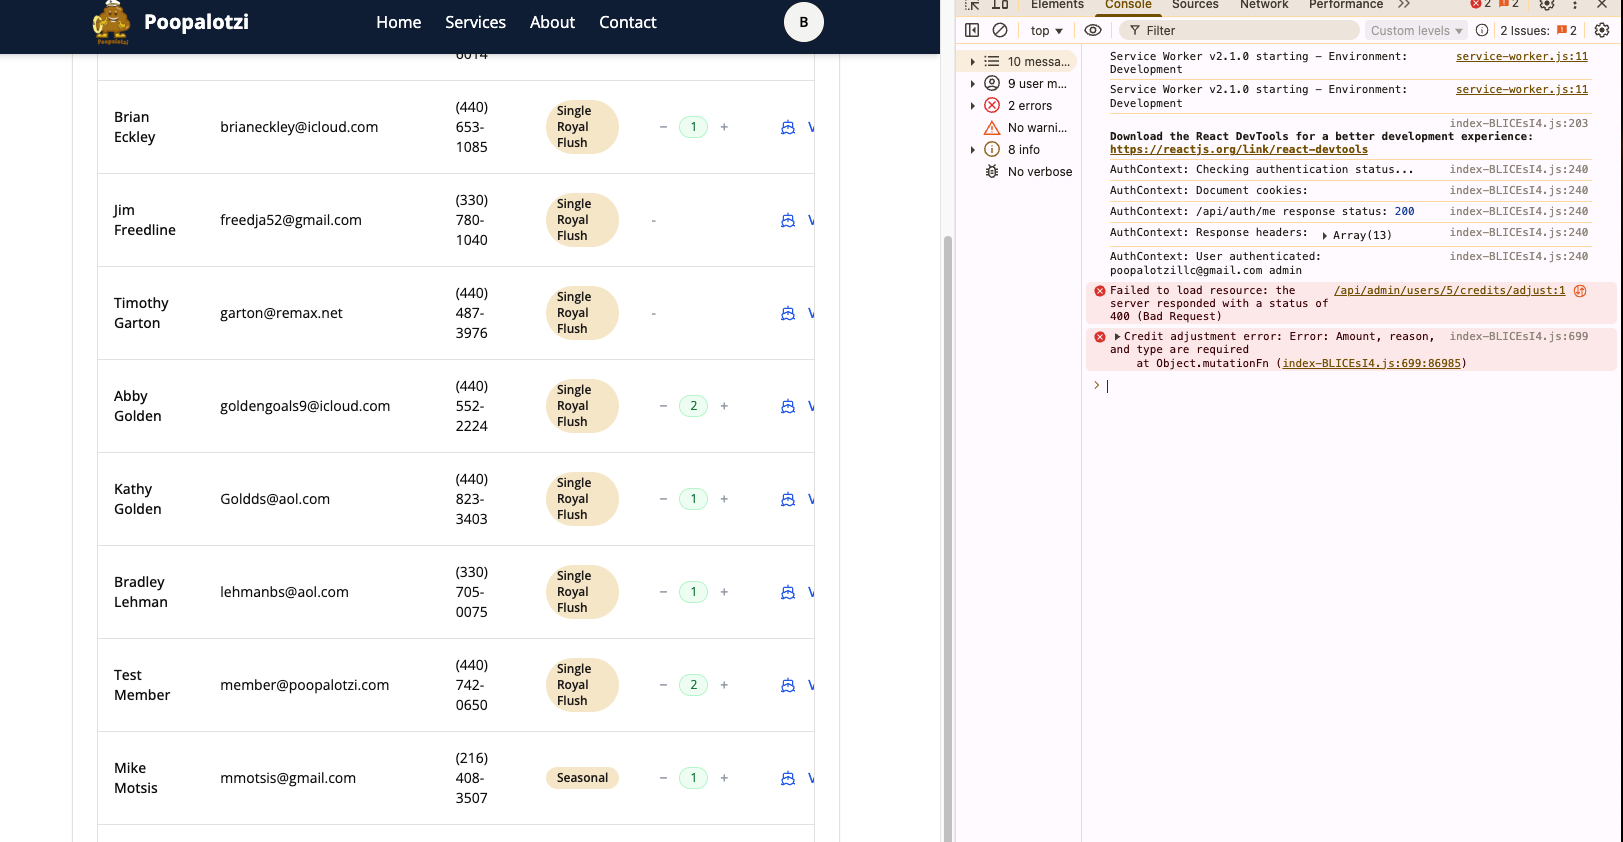 Poopalotzi
Poopalotzi
Home
Services
About
Contact
B
6014
Brian
Eckley
brianeckley@icloud.com
(440)
653-
1085
Single
Royal
Flush
− 1 +
V
Jim
Freedline
freedja52@gmail.com
(330)
780-
1040
Single
Royal
Flush
-
V
Timothy
Garton
garton@remax.net
(440)
487-
3976
Single
Royal
Flush
-
V
Abby
Golden
goldengoals9@icloud.com
(440)
552-
2224
Single
Royal
Flush
− 2 +
V
Kathy
Golden
Goldds@aol.com
(440)
823-
3403
Single
Royal
Flush
− 1 +
V
Bradley
Lehman
lehmanbs@aol.com
(330)
705-
0075
Single
Royal
Flush
− 1 +
V
Test
Member
member@poopalotzi.com
(440)
742-
0650
Single
Royal
Flush
− 2 +
V
Mike
Motsis
mmotsis@gmail.com
(216)
408-
3507
Seasonal
− 1 +
V
Elements
Console
Sources
Network
Performance
2
2
top
Filter
Custom levels
2 Issues:
2
10 messa...
9 user m...
2 errors
No warni...
8 info
No verbose
Service Worker v2.1.0 starting - Environment: service-worker.js:11
Development
Service Worker v2.1.0 starting - Environment: service-worker.js:11
Development
index-BLICEsI4.js:203
Download the React DevTools for a better development experience:
https://reactjs.org/link/react-devtools
AuthContext: Checking authentication status... index-BLICEsI4.js:240
AuthContext: Document cookies: index-BLICEsI4.js:240
AuthContext: /api/auth/me response status: 200 index-BLICEsI4.js:240
AuthContext: Response headers: Array(13) index-BLICEsI4.js:240
AuthContext: User authenticated: index-BLICEsI4.js:240
poopalotzillc@gmail.com admin
Failed to load resource: the /api/admin/users/5/credits/adjust:1
server responded with a status of
400 (Bad Request)
Credit adjustment error: Error: Amount, reason, index-BLICEsI4.js:699
and type are required
at Object.mutationFn (index-BLICEsI4.js:699:86985)